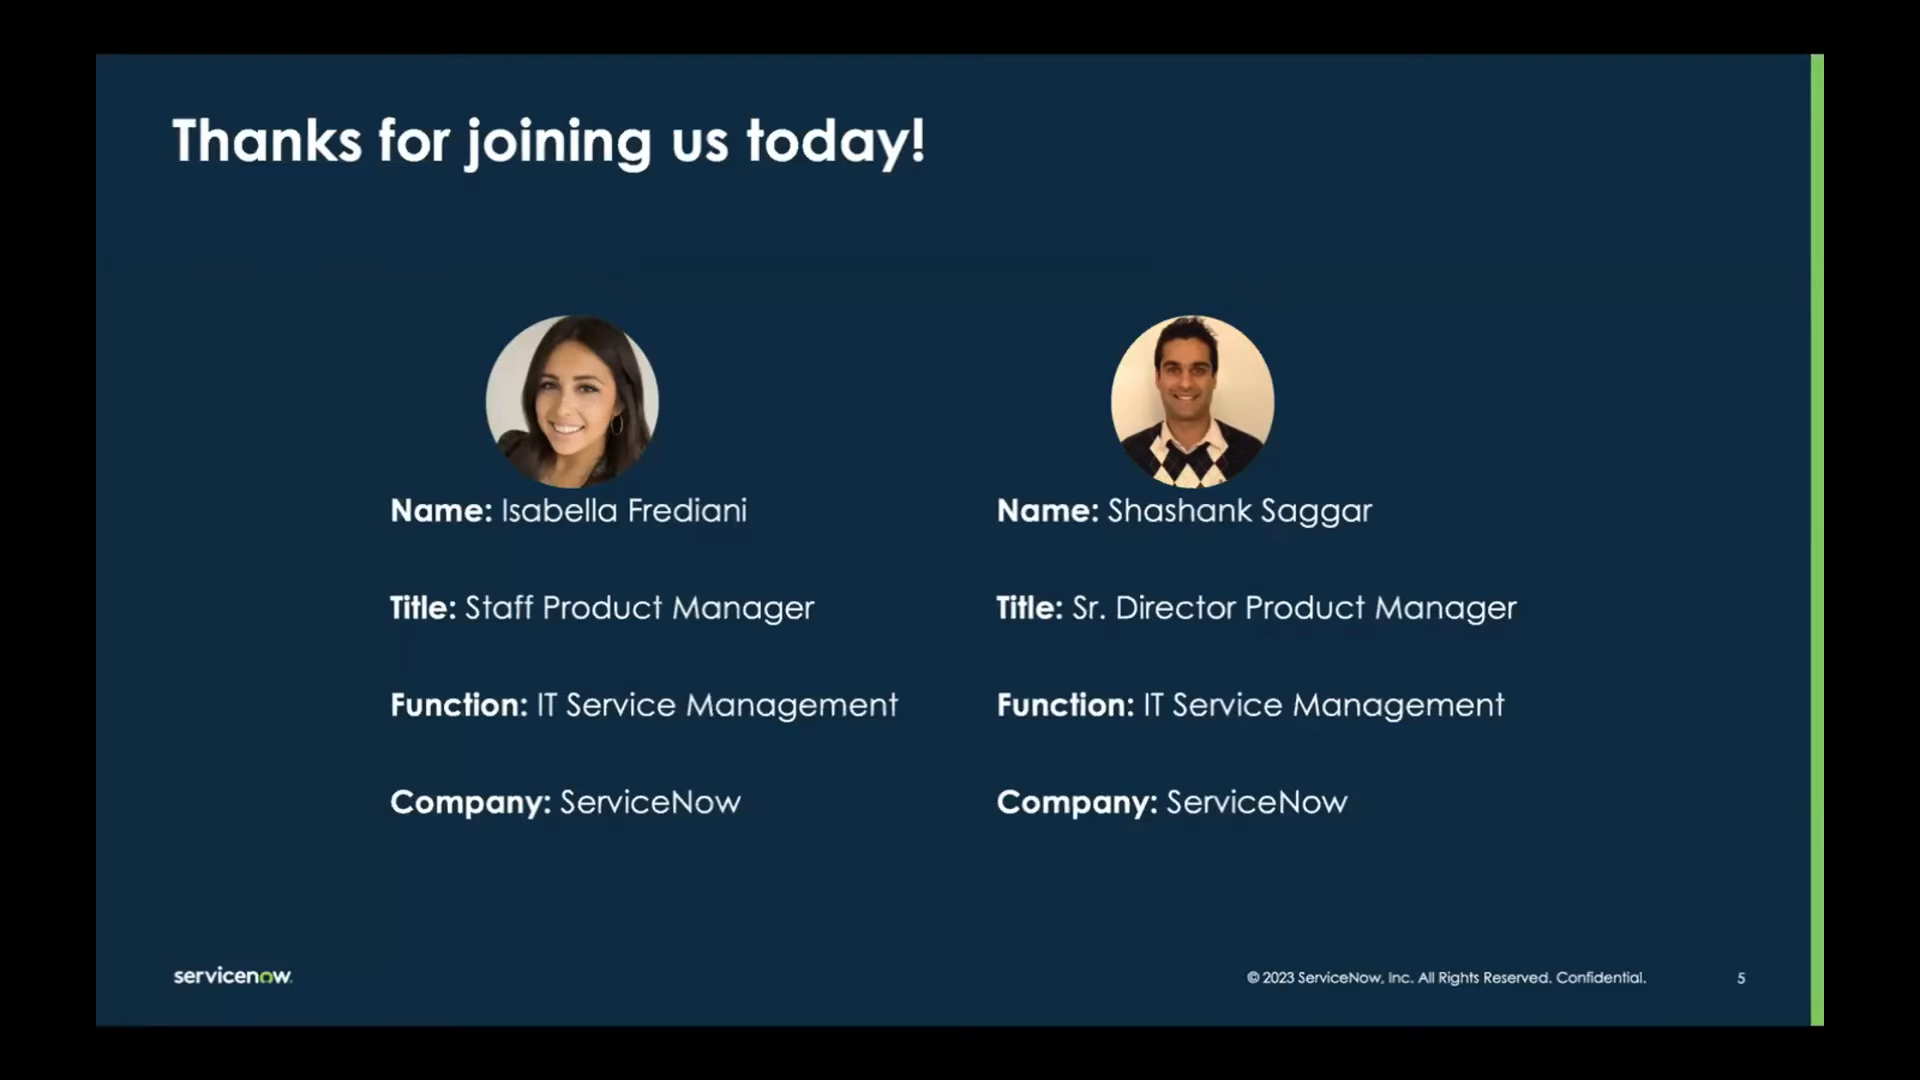 Thanks for joining us today!
Name: Isabella Frediani
Title: Staff Product Manager
Function: IT Service Management
Company: ServiceNow
Name: Shashank Saggar
Title: Sr. Director Product Manager
Function: IT Service Management
Company: ServiceNow
servicenow.
© 2023 ServiceNow, Inc. All Rights Reserved. Confidential.
5